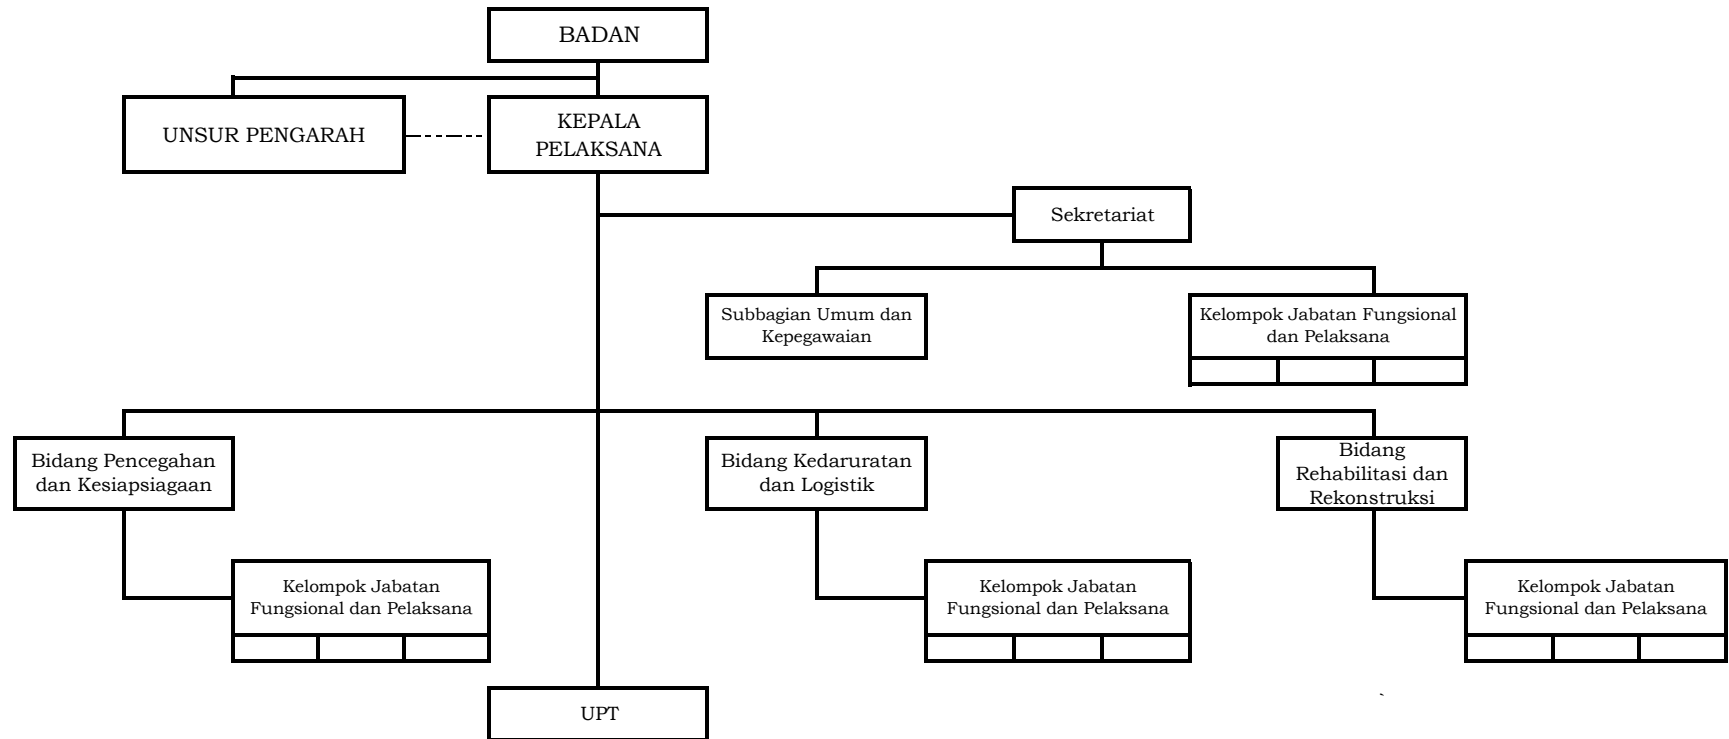 BADAN
UNSUR PENGARAH
KEPALA
PELAKSANA
Sekretariat
Subbagian Umum dan
Kepegawaian
Kelompok Jabatan Fungsional
dan Pelaksana
Bidang Pencegahan
dan Kesiapsiagaan
Bidang Kedaruratan
dan Logistik
Bidang
Rehabilitasi dan
Rekonstruksi
Kelompok Jabatan
Fungsional dan Pelaksana
Kelompok Jabatan
Fungsional dan Pelaksana
Kelompok Jabatan
Fungsional dan Pelaksana
`
UPT